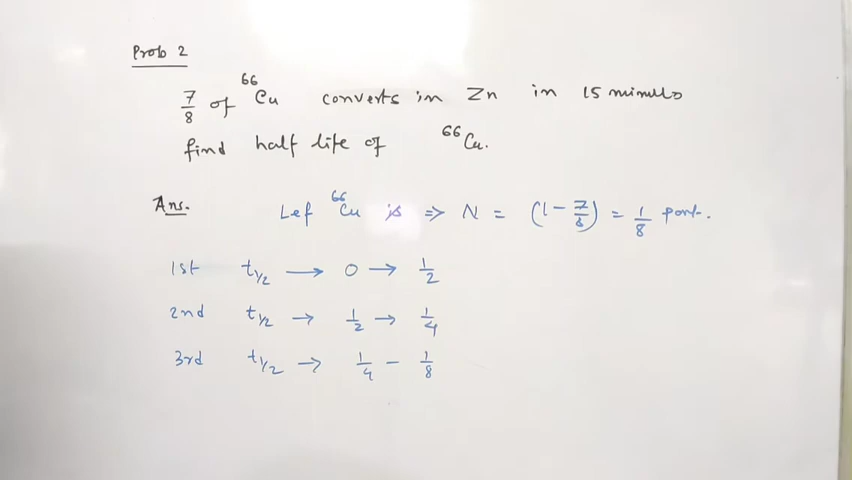 Prob 2
7/8 of ⁶⁶Cu converts in Zn in 15 minutes
find half life of ⁶⁶Cu.
Ans. Lef ⁶⁶Cu is ⇒ N = (1 - 7/8) = 1/8 part.
1st t1/2 → 0 → 1/2
2nd t1/2 → 1/2 → 1/4
3rd t1/2 → 1/4 - 1/8